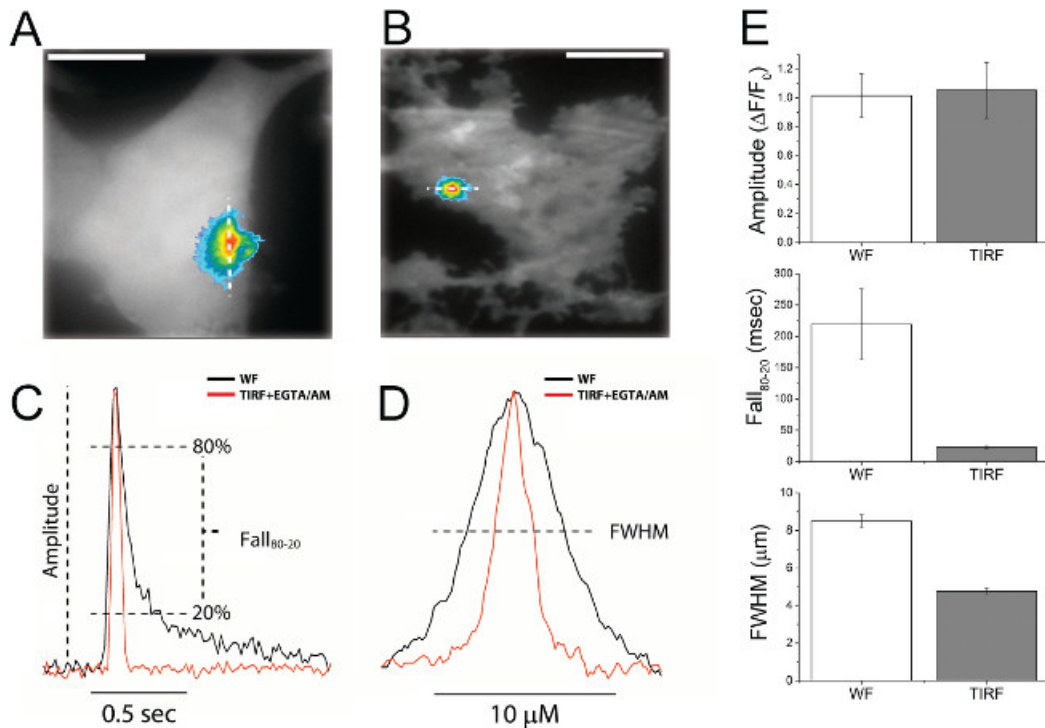 A
B
C
WF
TIRF+EGTA/AM
Amplitude
80%
Fall80-20
20%
0.5 sec
D
WF
TIRF+EGTA/AM
FWHM
10 μM
E
Amplitude (ΔF/F0)
1.2
1.0
0.8
0.6
0.4
0.2
0.0
WF TIRF
Fall80-20 (msec)
300
250
200
150
100
50
0
WF TIRF
FWHM (μm)
8
6
4
2
0
WF TIRF